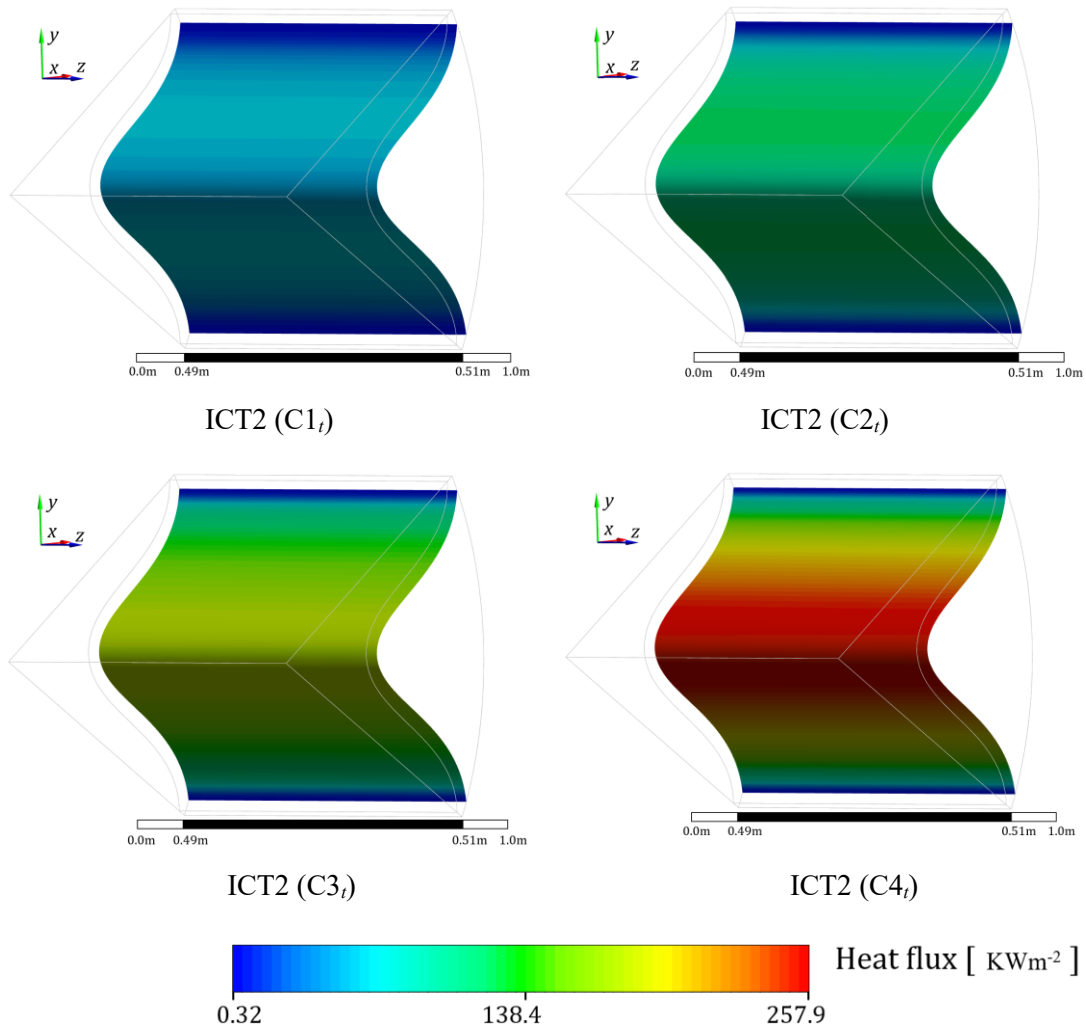 y
x z
0.0m 0.49m 0.51m 1.0m
ICT2 (C1t)
y
x z
0.0m 0.49m 0.51m 1.0m
ICT2 (C2t)
y
x z
0.0m 0.49m 0.51m 1.0m
ICT2 (C3t)
y
x z
0.0m 0.49m 0.51m 1.0m
ICT2 (C4t)
Heat flux [ KWm-2 ]
0.32 138.4 257.9